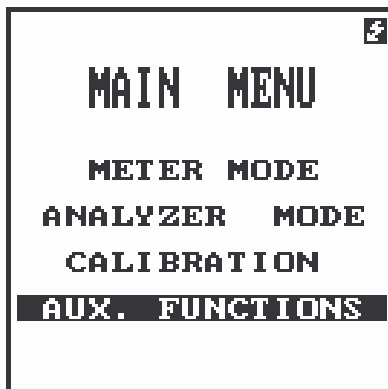 MAIN MENU
METER MODE
ANALYZER MODE
CALIBRATION
AUX. FUNCTIONS